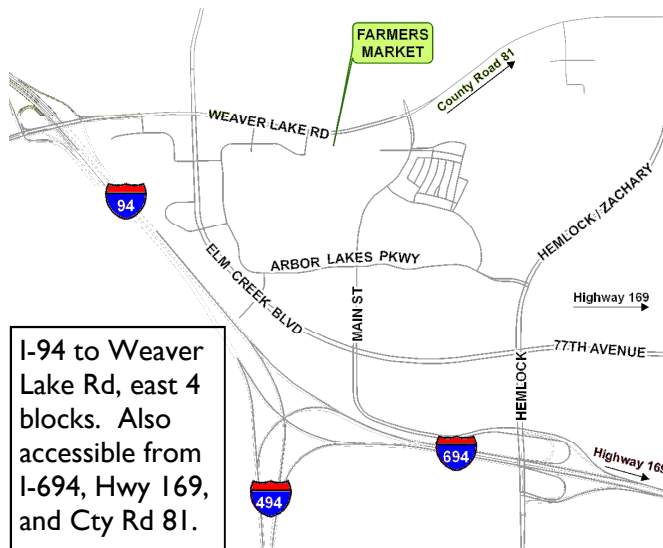 FARMERS
MARKET
County Road 81
WEAVER LAKE RD
94
HEMLOCK / ZACHARY
ELM CREEK BLVD
ARBOR LAKES PKWY
Highway 169
MAIN ST
77TH AVENUE
HEMLOCK
I-94 to Weaver
Lake Rd, east 4
blocks. Also
accessible from
I-694, Hwy 169,
and Cty Rd 81.
694
Highway 169
494